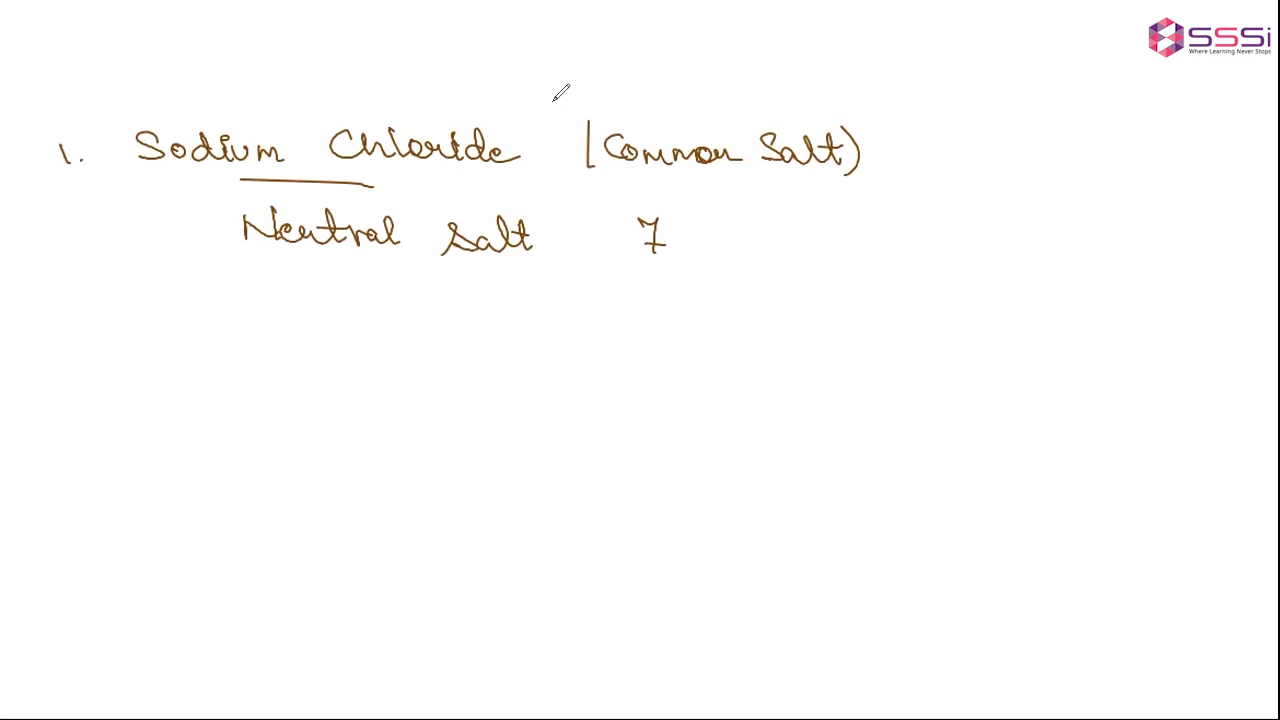 SSSi
Where Learning Never Stops
1. Sodium Chloride (Common Salt)
Neutral Salt 7